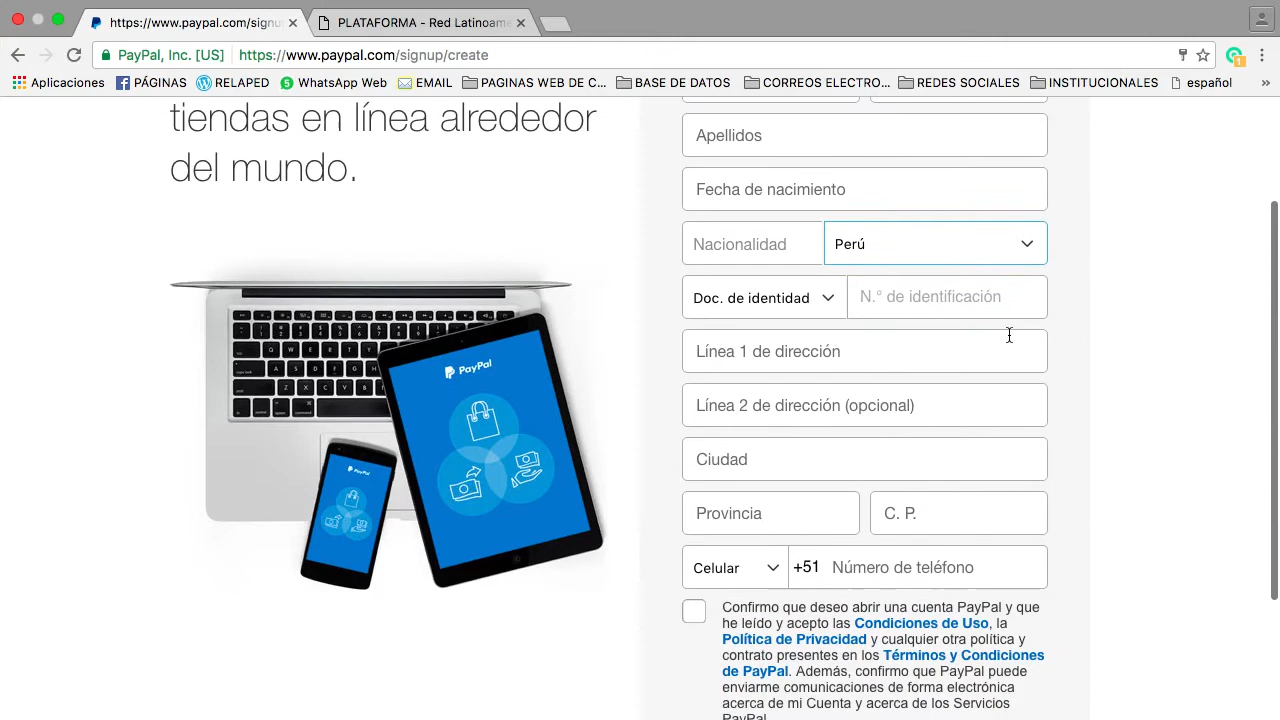 https://www.paypal.com/signu
PLATAFORMA - Red Latinoame
PayPal, Inc. [US]
https://www.paypal.com/signup/create
Aplicaciones
PÁGINAS
RELAPED
WhatsApp Web
EMAIL
PAGINAS WEB DE C...
BASE DE DATOS
CORREOS ELECTRO...
REDES SOCIALES
INSTITUCIONALES
español
»
tiendas en línea alrededor
del mundo.
PayPal
PayPal
Apellidos
Fecha de nacimiento
Nacionalidad
Perú
Doc. de identidad
N.° de identificación
Línea 1 de dirección
Línea 2 de dirección (opcional)
Ciudad
Provincia
C. P.
Celular
+51
Número de teléfono
Confirmo que deseo abrir una cuenta PayPal y que
he leído y acepto las Condiciones de Uso, la
Política de Privacidad y cualquier otra política y
contrato presentes en los Términos y Condiciones
de PayPal. Además, confirmo que PayPal puede
enviarme comunicaciones de forma electrónica
acerca de mi Cuenta y acerca de los Servicios
PayPal